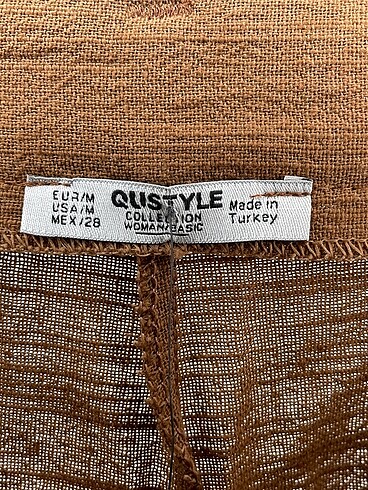 EUR/M
USA/M
MEX/28
QUSTYLE
COLLECTION
WOMAN BASIC
Made in
Turkey